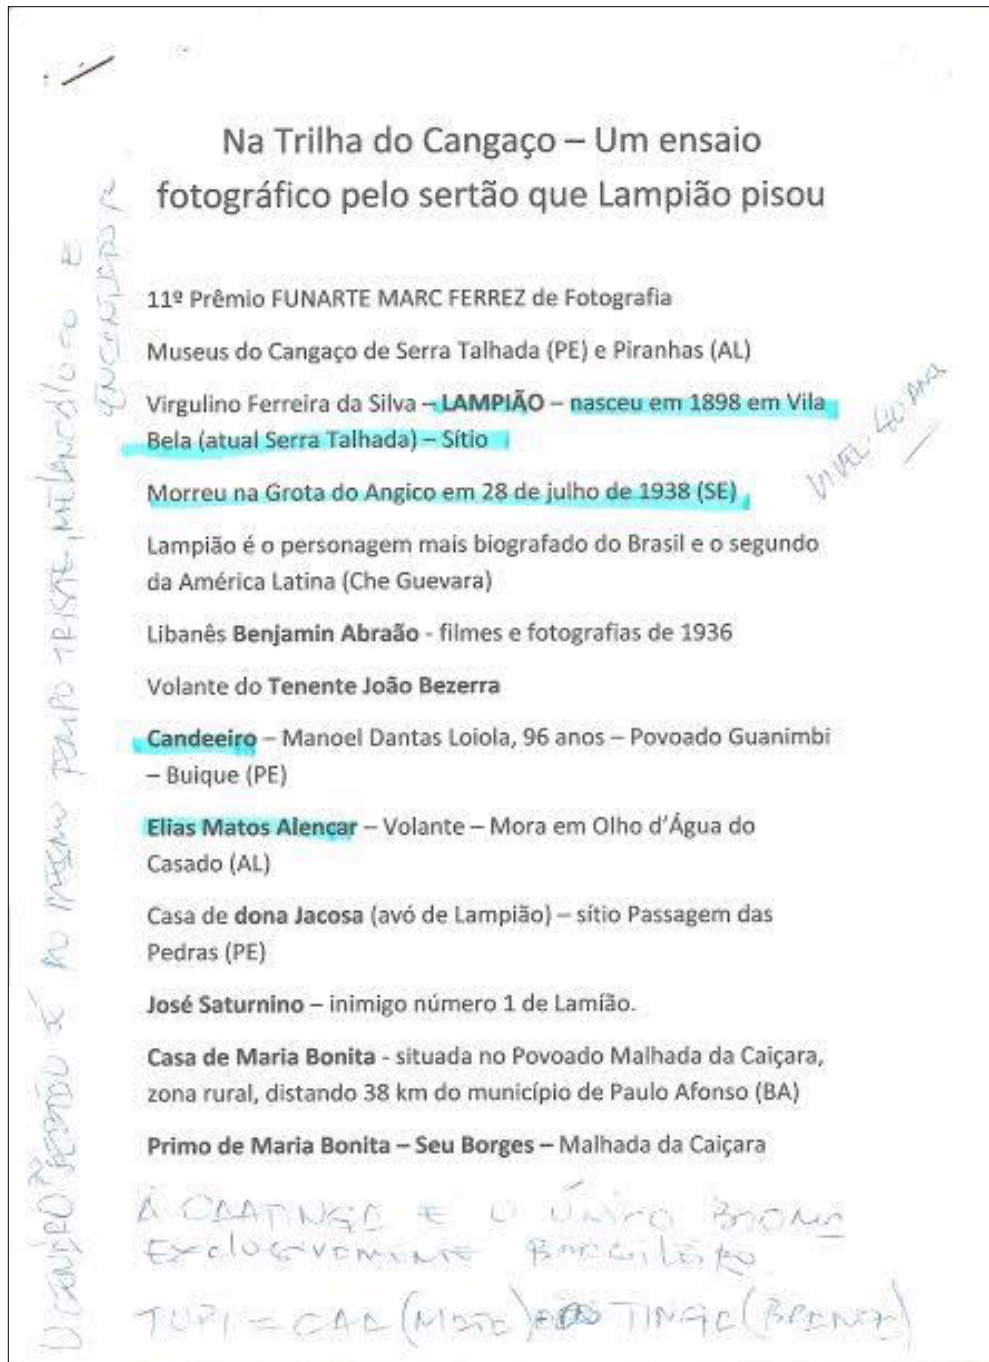 Na Trilha do Cangaço – Um ensaio
fotográfico pelo sertão que Lampião pisou
11º Prêmio FUNARTE MARC FERREZ de Fotografia
Museus do Cangaço de Serra Talhada (PE) e Piranhas (AL)
Virgulino Ferreira da Silva – LAMPIÃO – nasceu em 1898 em Vila
Bela (atual Serra Talhada) – Sítio
Morreu na Grota do Angico em 28 de julho de 1938 (SE)
Lampião é o personagem mais biografado do Brasil e o segundo
da América Latina (Che Guevara)
Libanês Benjamin Abraão - filmes e fotografias de 1936
Volante do Tenente João Bezerra
Candeeiro – Manoel Dantas Loiola, 96 anos – Povoado Guanimbi
– Buique (PE)
Elias Matos Alencar – Volante – Mora em Olho d'Água do
Casado (AL)
Casa de dona Jacosa (avó de Lampião) – sítio Passagem das
Pedras (PE)
José Saturnino – inimigo número 1 de Lamíão.
Casa de Maria Bonita - situada no Povoado Malhada da Caiçara,
zona rural, distando 38 km do município de Paulo Afonso (BA)
Primo de Maria Bonita – Seu Borges – Malhada da Caiçara
A CAATINGA E O ÚNICO BIOMA
EXCLUSIVAMENTE BRASILEIRO
TUPI = CAA (MATA) TINGA (BRANCA)
O CENÁRIO DO SERTÃO É AO MESMO TEMPO TRISTE, MELANCÓLICO E
40 ANOS